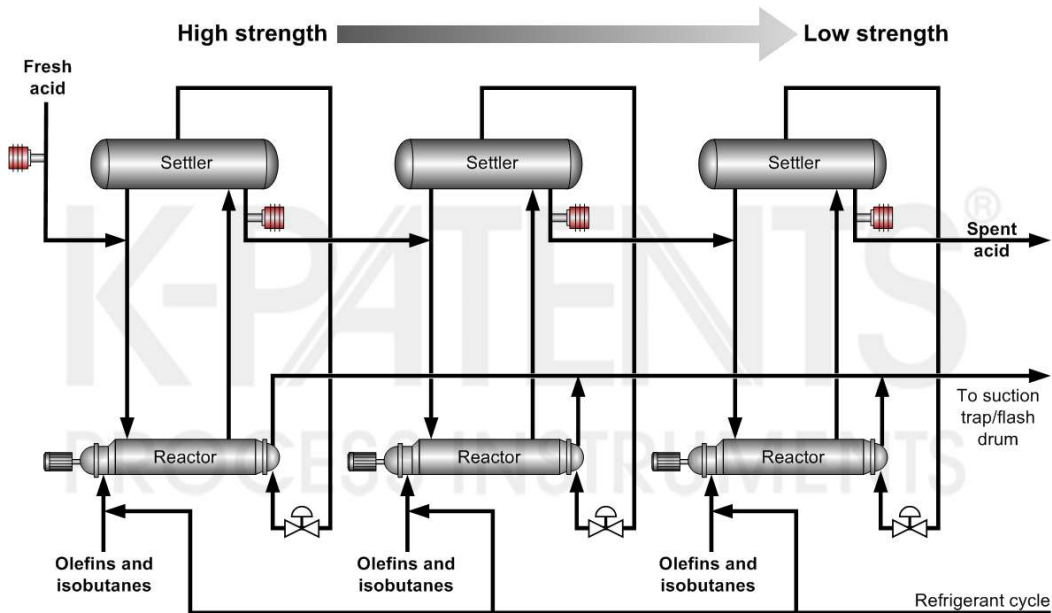 High strength
Low strength
Fresh
acid
Settler
Settler
Settler
K-PATENTS®
Spent
acid
To suction
trap/flash
drum
Reactor
Reactor
Reactor
PROCESS INSTRUMENTS
Olefins and
isobutanes
Olefins and
isobutanes
Olefins and
isobutanes
Refrigerant cycle